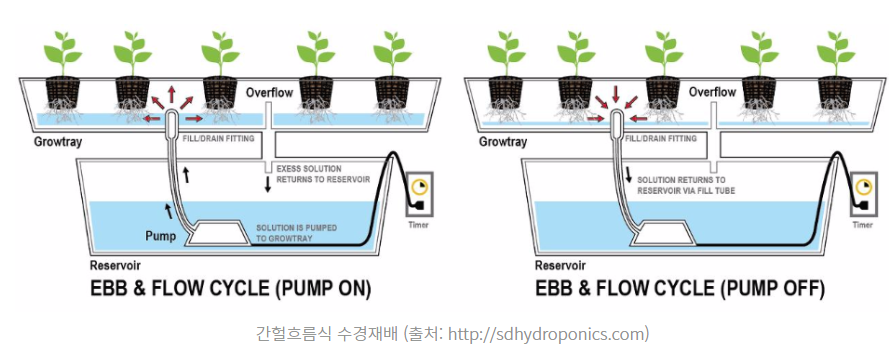 Overflow
Growtray
FILL/DRAIN FITTING
EXESS SOLUTION
RETURNS TO RESERVOIR
Pump
SOLUTION IS PUMPED
TO GROWTRAY
Timer
Reservoir
EBB & FLOW CYCLE (PUMP ON)
Overflow
Growtray
FILL/DRAIN FITTING
SOLUTION RETURNS TO
RESERVOIR VIA FILL TUBE
Timer
Reservoir
EBB & FLOW CYCLE (PUMP OFF)
간헐흐름식 수경재배 (출처: http://sdhydroponics.com)